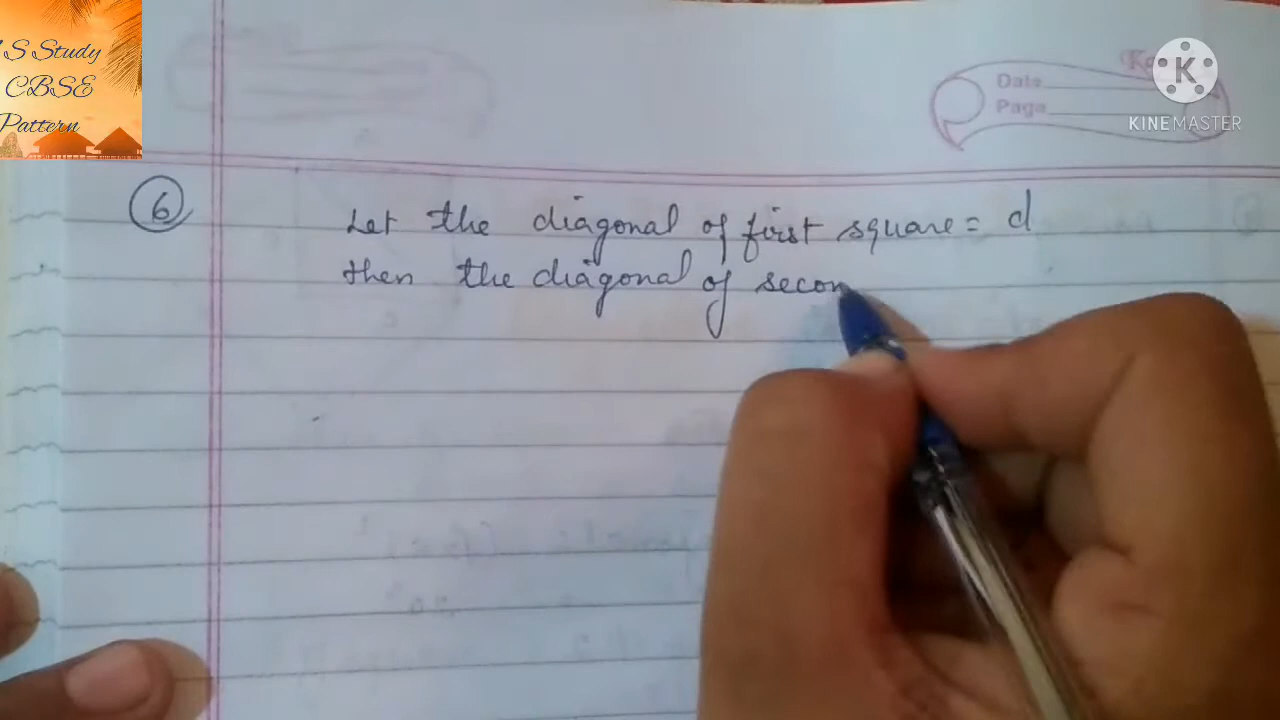 S Study
CBSE
Pattern
Date
Page
K
KINEMASTER
6
Let the diagonal of first square = d
then the diagonal of secon